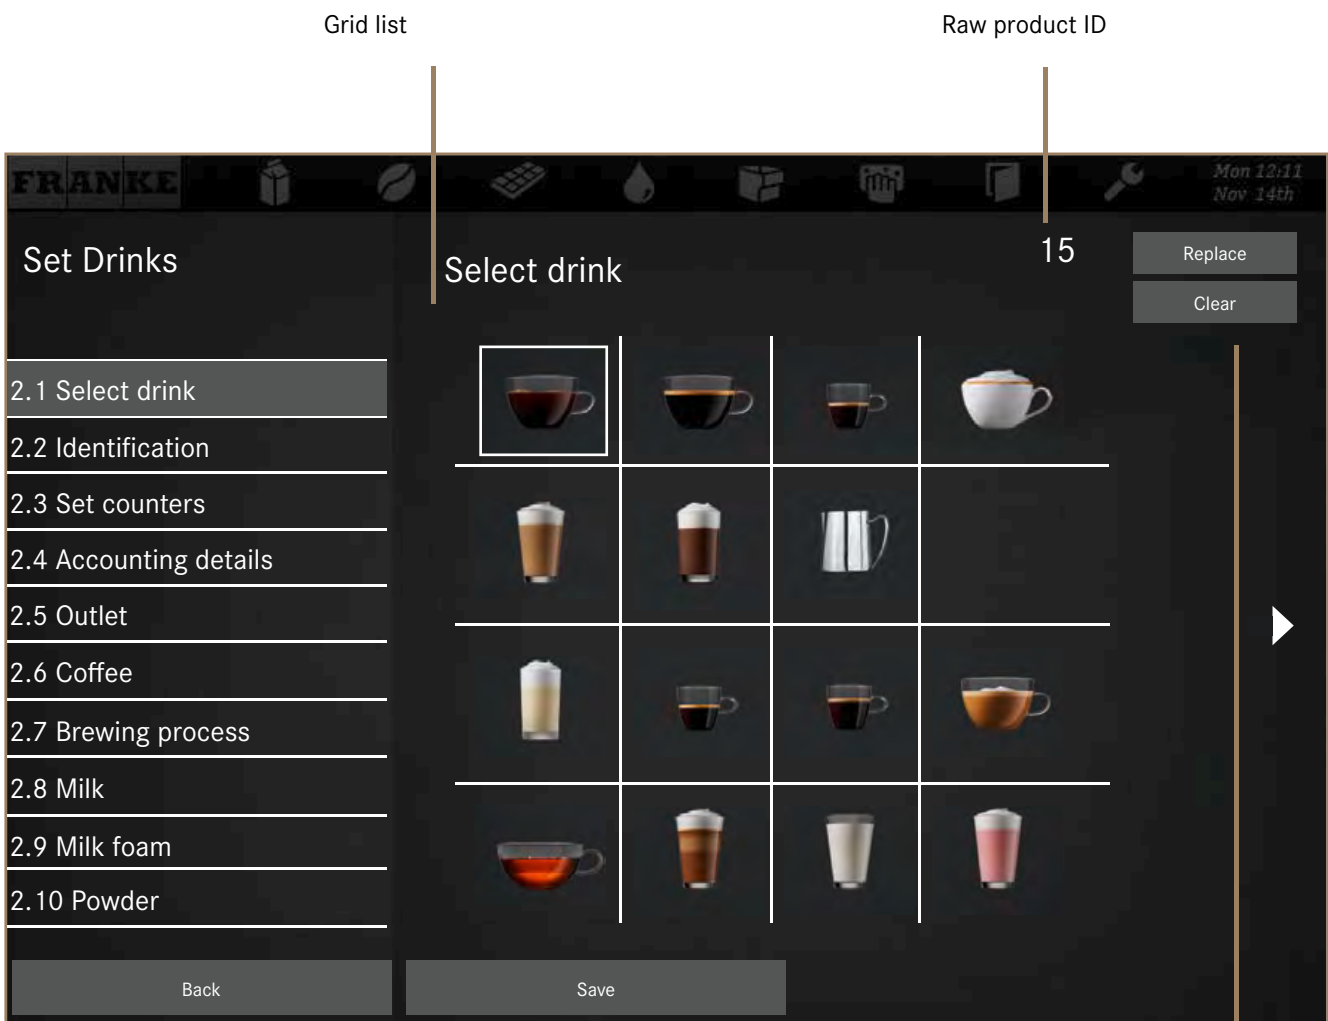 Grid list
Raw product ID
FRANKE
Mon 12:11
Nov 14th
Set Drinks
Select drink
15
Replace
Clear
2.1 Select drink
2.2 Identification
2.3 Set counters
2.4 Accounting details
2.5 Outlet
2.6 Coffee
2.7 Brewing process
2.8 Milk
2.9 Milk foam
2.10 Powder
Back
Save